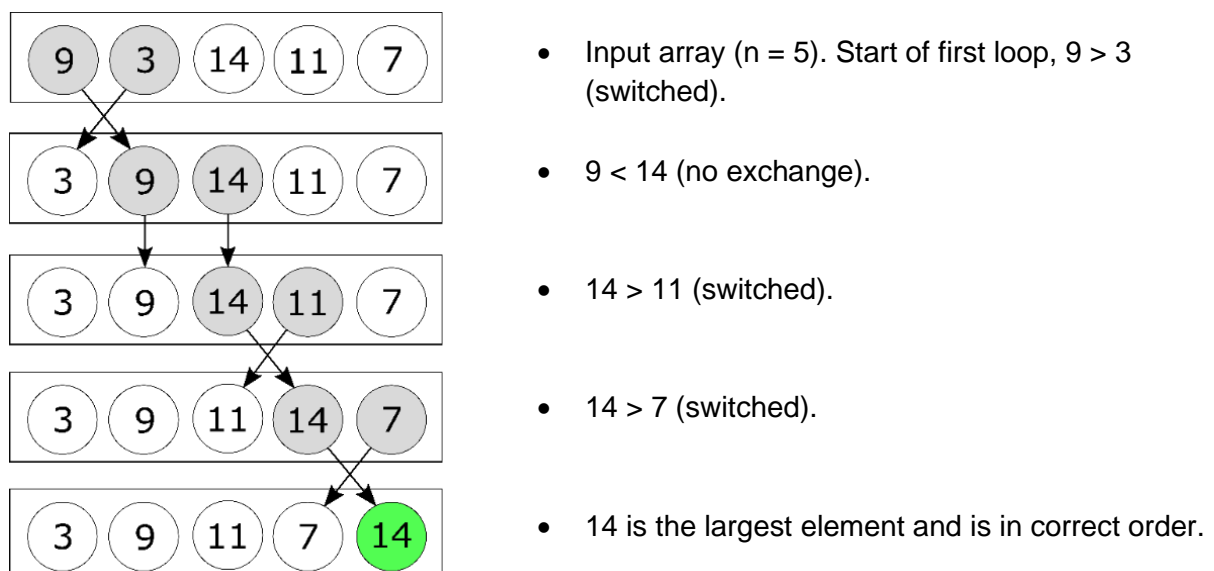 9 3 14 11 7
• Input array (n = 5). Start of first loop, 9 > 3
(switched).
3 9 14 11 7
• 9 < 14 (no exchange).
3 9 14 11 7
• 14 > 11 (switched).
3 9 11 14 7
• 14 > 7 (switched).
3 9 11 7 14
• 14 is the largest element and is in correct order.